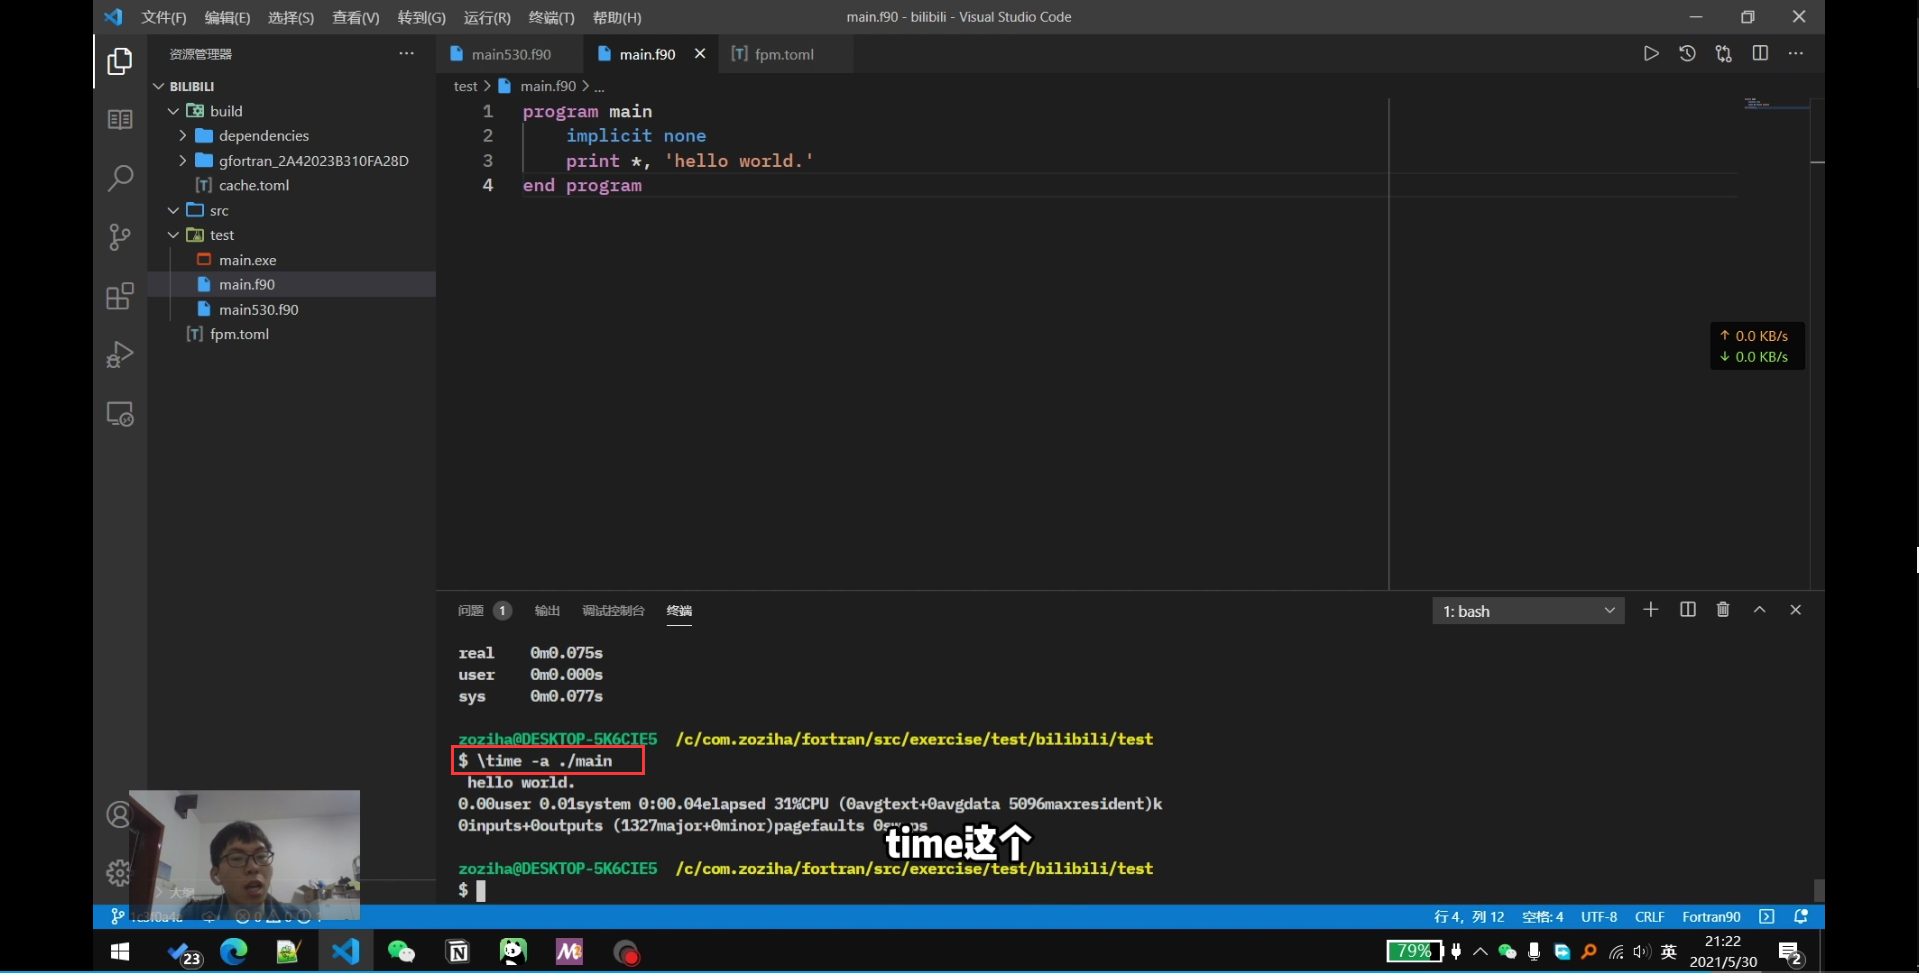 文件(F) 编辑(E) 选择(S) 查看(V) 转到(G) 运行(R) 终端(T) 帮助(H)
main.f90 - bilibili - Visual Studio Code
资源管理器
main530.f90
main.f90
[T] fpm.toml
BILIBILI
build
dependencies
gfortran_2A42023B310FA28D
[T] cache.toml
src
test
main.exe
main.f90
main530.f90
[T] fpm.toml
test > main.f90 > ...
1 program main
2 implicit none
3 print *, 'hello world.'
4 end program
↑ 0.0 KB/s
↓ 0.0 KB/s
问题 1 输出 调试控制台 终端
1: bash
real 0m0.075s
user 0m0.000s
sys 0m0.077s
zoziha@DESKTOP-5K6CIE5 /c/com.zoziha/fortran/src/exercise/test/bilibili/test
$ \time -a ./main
hello world.
0.00user 0.01system 0:00.04elapsed 31%CPU (0avgtext+0avgdata 5096maxresident)k
0inputs+0outputs (1327major+0minor)pagefaults 0swaps
time这个
zoziha@DESKTOP-5K6CIE5 /c/com.zoziha/fortran/src/exercise/test/bilibili/test
$
大纲
行 4，列 12 空格: 4 UTF-8 CRLF Fortran90
23
79%
英
21:22
2021/5/30
2